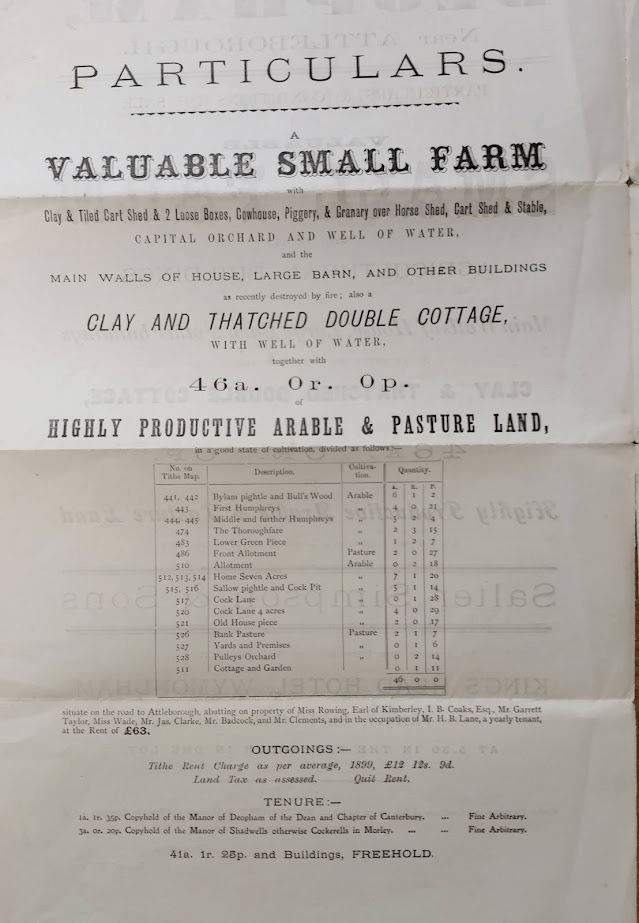 PARTICULARS.
A
VALUABLE SMALL FARM
with
Clay & Tiled Cart Shed & 2 Loose Boxes, Cowhouse, Piggery, & Granary over Horse Shed, Cart Shed & Stable,
CAPITAL ORCHARD AND WELL OF WATER,
and the
MAIN WALLS OF HOUSE, LARGE BARN, AND OTHER BUILDINGS
as recently destroyed by fire; also a
CLAY AND THATCHED DOUBLE COTTAGE,
WITH WELL OF WATER,
together with
46a. 0r. 0p.
of
HIGHLY PRODUCTIVE ARABLE & PASTURE LAND,
in a good state of cultivation, divided as follows:—
No. on Tithe Map. Description. Cultiva- tion. Quantity.
A. R. P.
441, 442 Bylam pightle and Bull's Wood Arable 6 1 2
443 First Humphreys „ 4 0 21
444, 445 Middle and further Humphreys „ 5 2 4
474 The Thoroughfare „ 2 3 15
483 Lower Green Piece „ 1 2 7
486 Front Allotment Pasture 2 0 27
510 Allotment Arable 0 2 18
512, 513, 514 Home Seven Acres „ 7 1 20
515, 516 Sallow pightle and Cock Pit „ 5 1 14
517 Cock Lane „ 0 1 28
520 Cock Lane 4 acres „ 4 0 29
521 Old House piece „ 2 0 17
526 Bank Pasture Pasture 2 1 7
527 Yards and Premises „ 0 1 6
528 Pulleys Orchard „ 0 2 14
511 Cottage and Garden 0 1 11
46 0 0
situate on the road to Attleborough, abutting on property of Miss Rowing, Earl of Kimberley, I. B. Coaks, Esq., Mr. Garrett
Taylor, Miss Wade, Mr. Jas. Clarke, Mr. Badcock, and Mr. Clements, and in the occupation of Mr. H. B. Lane, a yearly tenant,
at the Rent of £63.
OUTGOINGS:—
Tithe Rent Charge as per average, 1899, £12 12s. 9d.
Land Tax as assessed. Quit Rent.
TENURE:—
1a. 1r. 35p. Copyhold of the Manor of Deopham of the Dean and Chapter of Canterbury. ... Fine Arbitrary.
3a. 0r. 20p. Copyhold of the Manor of Shadwells otherwise Cockerells in Morley. ... ... Fine Arbitrary.
41a. 1r. 25p. and Buildings, FREEHOLD.